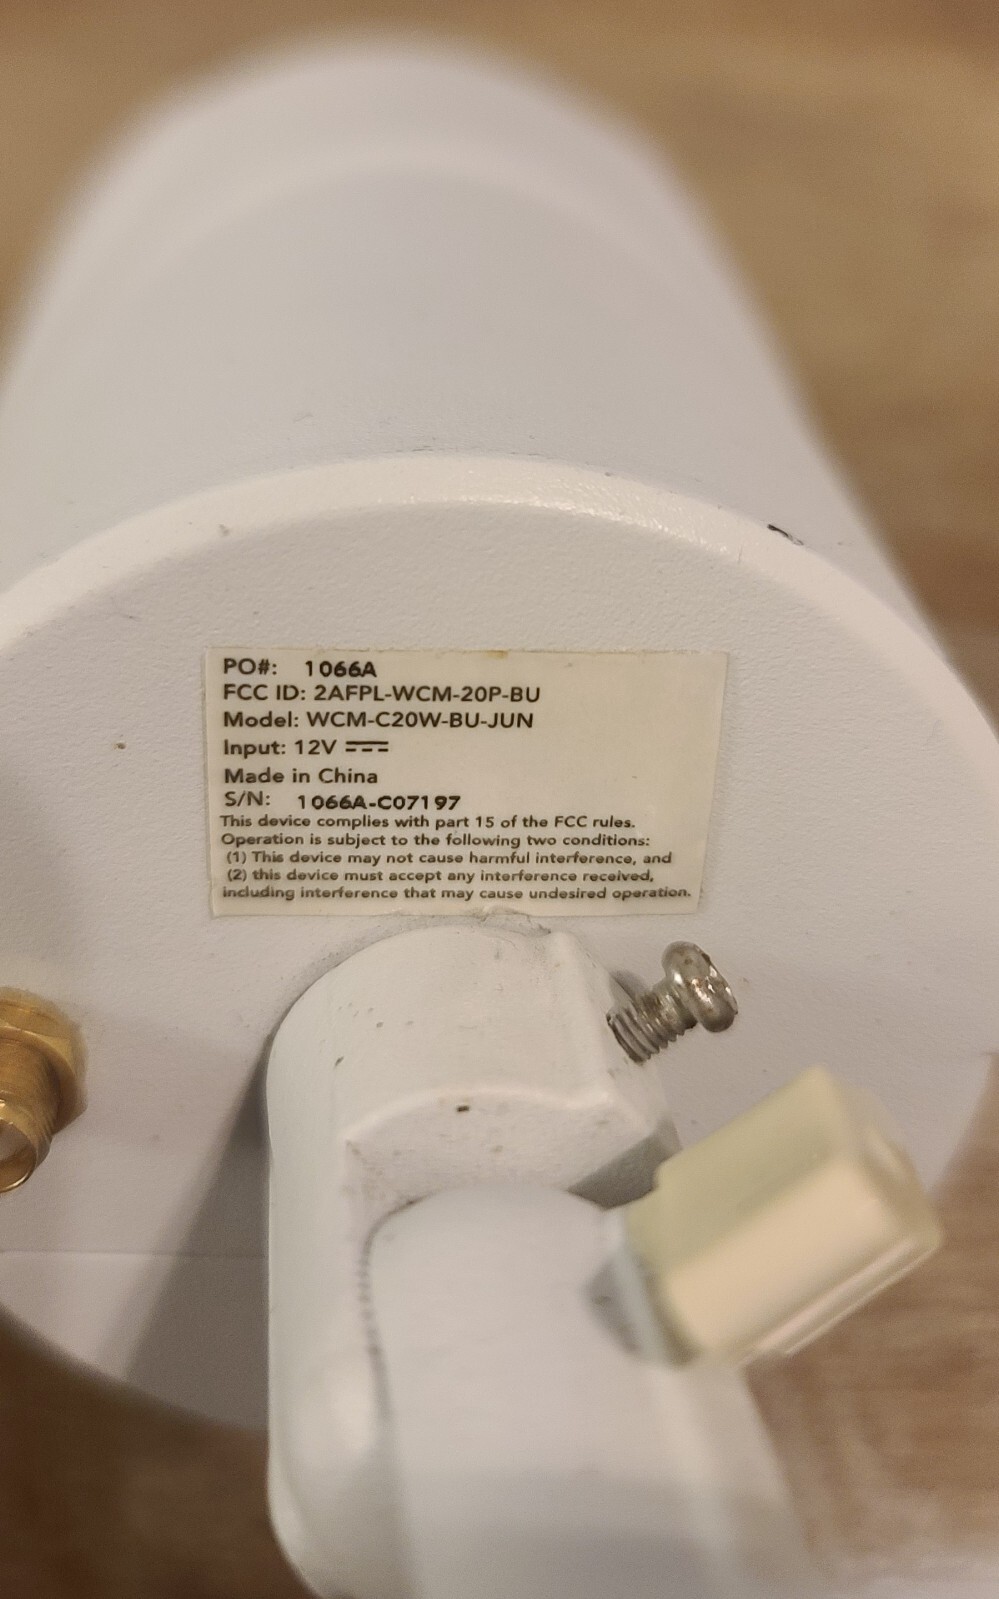 PO#: 1066A
FCC ID: 2AFPL-WCM-20P-BU
Model: WCM-C20W-BU-JUN
Input: 12V ⎓
Made in China
S/N: 1066A-C07197
This device complies with part 15 of the FCC rules.
Operation is subject to the following two conditions:
(1) This device may not cause harmful interference, and
(2) this device must accept any interference received,
including interference that may cause undesired operation.